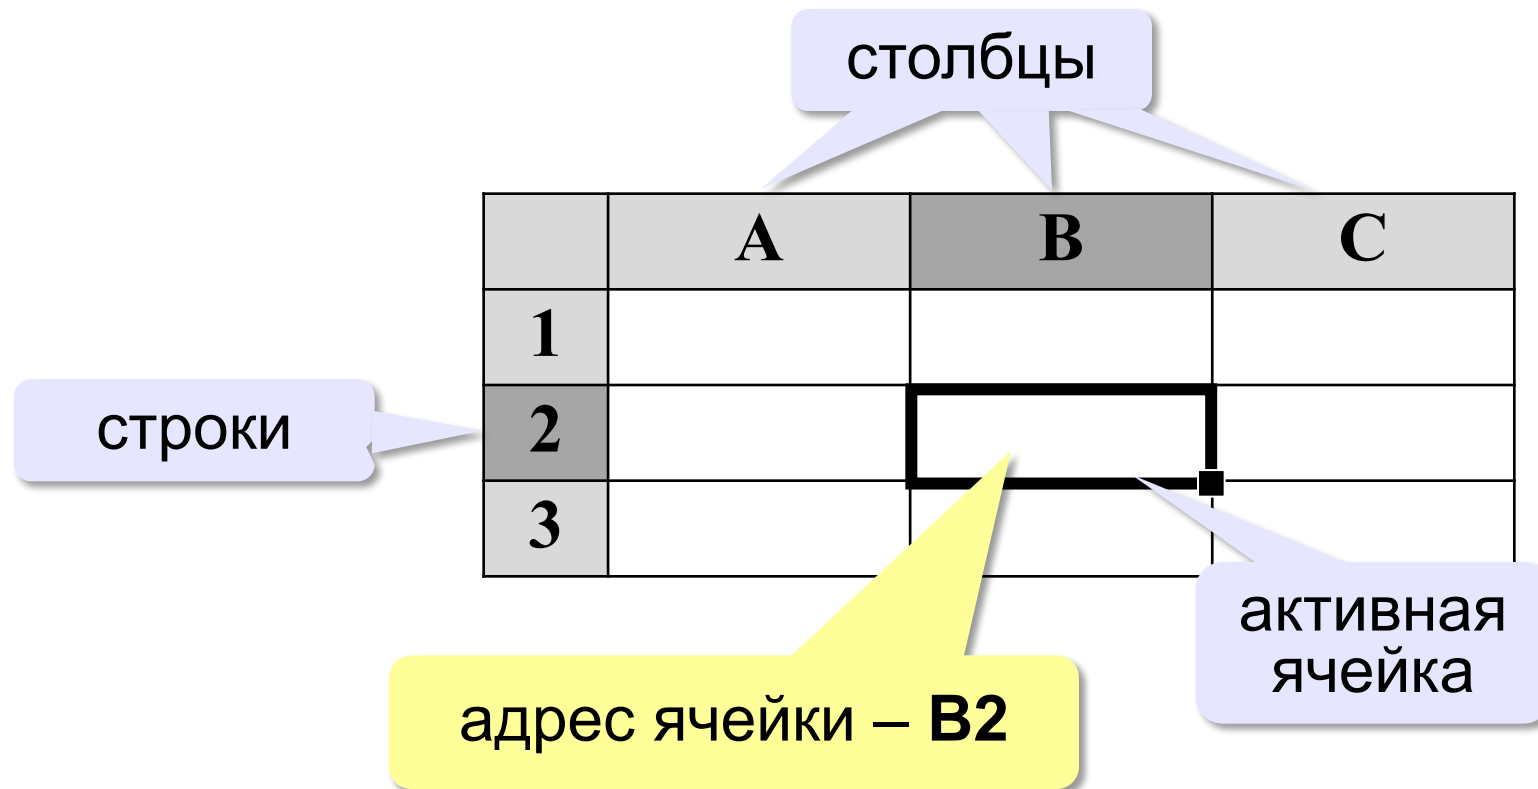 столбцы
A B C
1
строки
2
3
активная
ячейка
адрес ячейки – B2